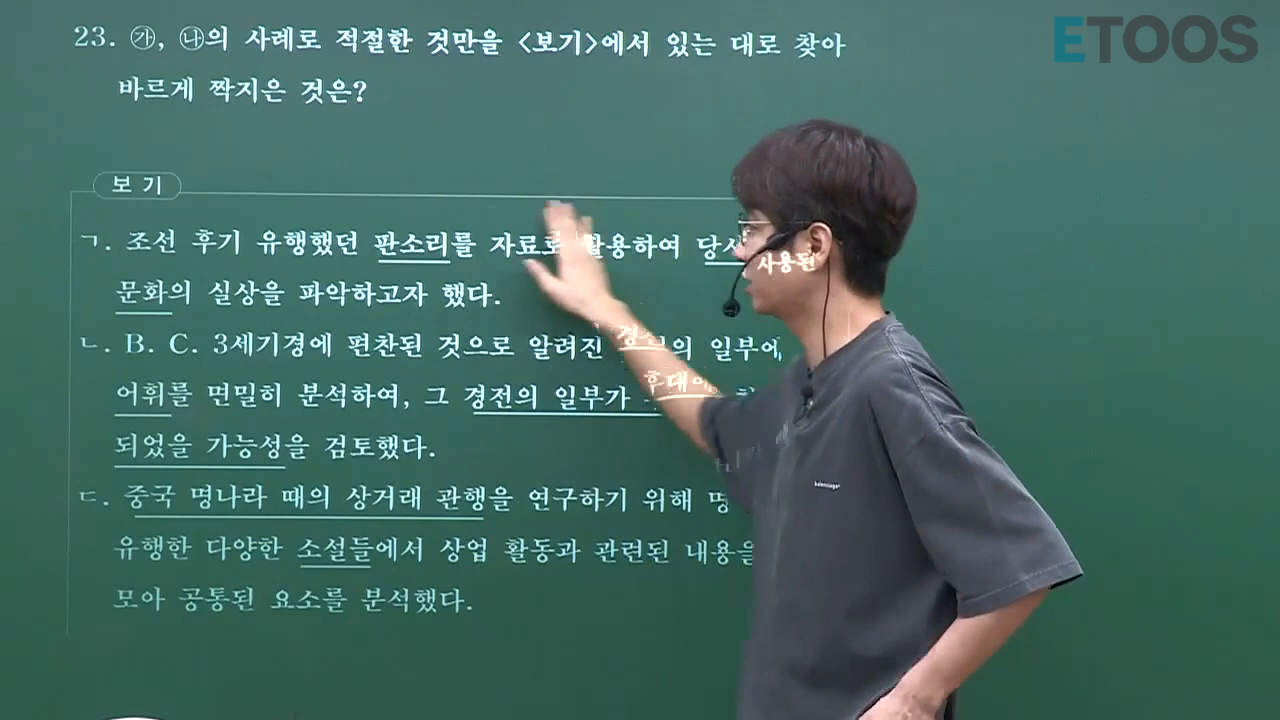 ETOOS
23. ㉮, ㉯의 사례로 적절한 것만을 <보기>에서 있는 대로 찾아
바르게 짝지은 것은?
보 기
ㄱ. 조선 후기 유행했던 판소리를 자료로 활용하여 당시
문화의 실상을 파악하고자 했다.
ㄴ. B. C. 3세기경에 편찬된 것으로 알려진 경전의 일부에 사용된
어휘를 면밀히 분석하여, 그 경전의 일부가 후대에
되었을 가능성을 검토했다.
ㄷ. 중국 명나라 때의 상거래 관행을 연구하기 위해 명
유행한 다양한 소설들에서 상업 활동과 관련된 내용을
모아 공통된 요소를 분석했다.